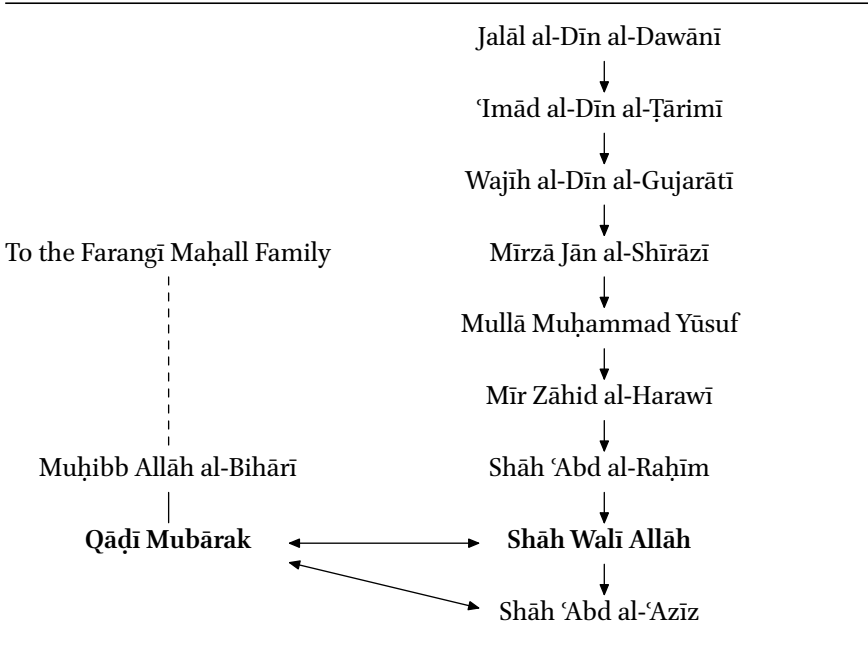 Jalāl al-Dīn al-Dawānī
ʿImād al-Dīn al-Ṭārimī
Wajīh al-Dīn al-Gujarātī
To the Farangī Maḥall Family
Mīrzā Jān al-Shīrāzī
Mullā Muḥammad Yūsuf
Mīr Zāhid al-Harawī
Muḥibb Allāh al-Bihārī
Shāh ʿAbd al-Raḥīm
Qāḍī Mubārak
Shāh Walī Allāh
Shāh ʿAbd al-ʿAzīz